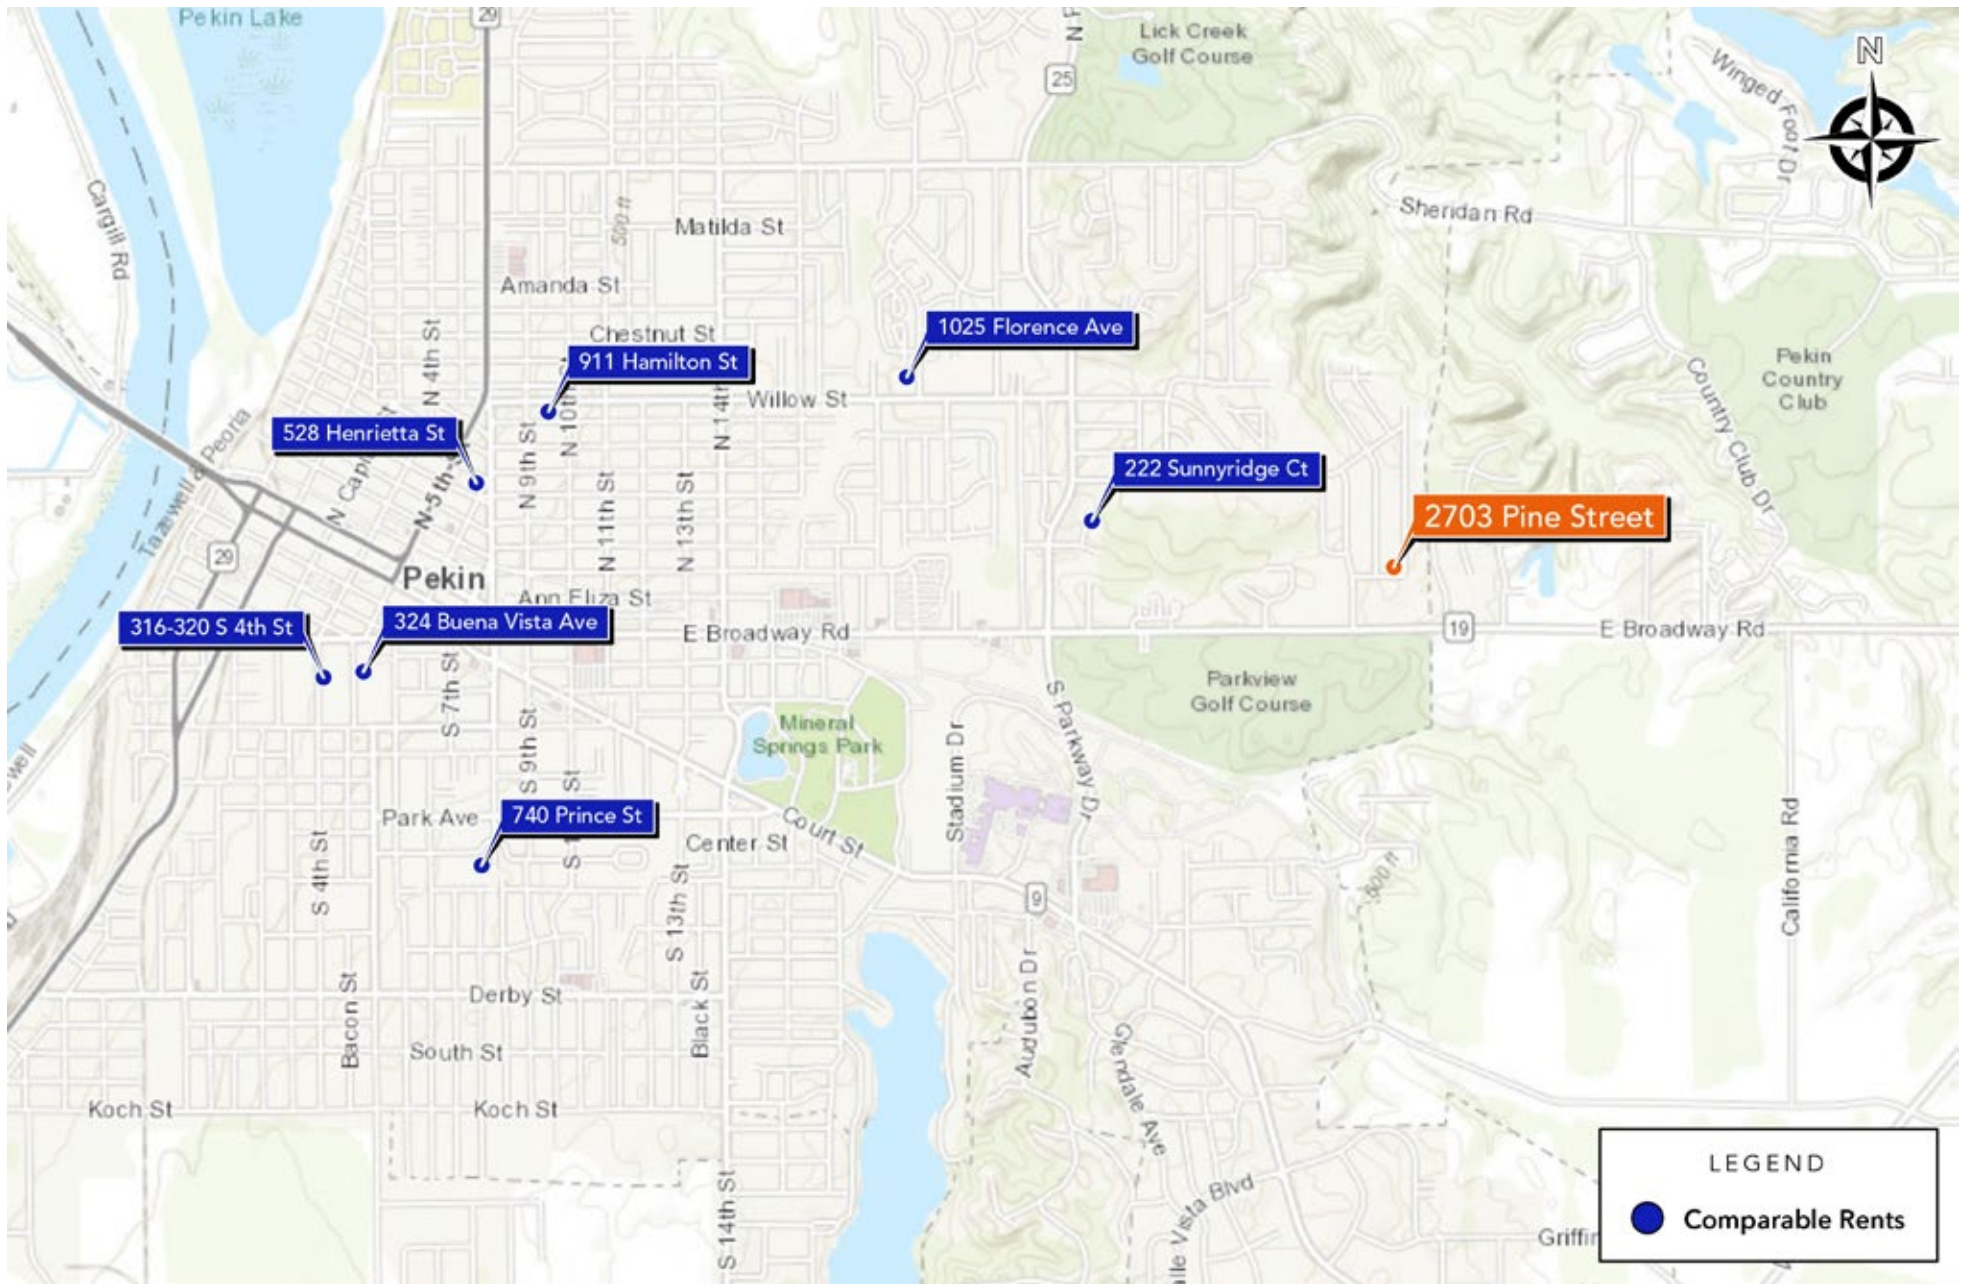 Pekin Lake
29
Lick Creek
Golf Course
25
N
Winged Foot Dr
Cargill Rd
Sheridan Rd
500 ft
Matilda St
Amanda St
N 4th St
Chestnut St
1025 Florence Ave
911 Hamilton St
Pekin
Country
Club
Country Club Dr
Willow St
N 14th
N 10th
528 Henrietta St
N 9th St
222 Sunnyridge Ct
N 11th St
N 13th St
2703 Pine Street
Tazewell & Peoria
29
Pekin
Ann Eliza St
316-320 S 4th St
324 Buena Vista Ave
E Broadway Rd
19
E Broadway Rd
S 7th St
Parkview
Golf Course
S Parkway Dr
Mineral
Springs Park
S 9th St
Stadium Dr
Park Ave
740 Prince St
Court St
Center St
S 4th St
S 13th St
9
600 ft
California Rd
Derby St
Bacon St
Black St
Audubon Dr
South St
Glendale Ave
Koch St
Koch St
S 14th St
LEGEND
Comparable Rents
Griffin